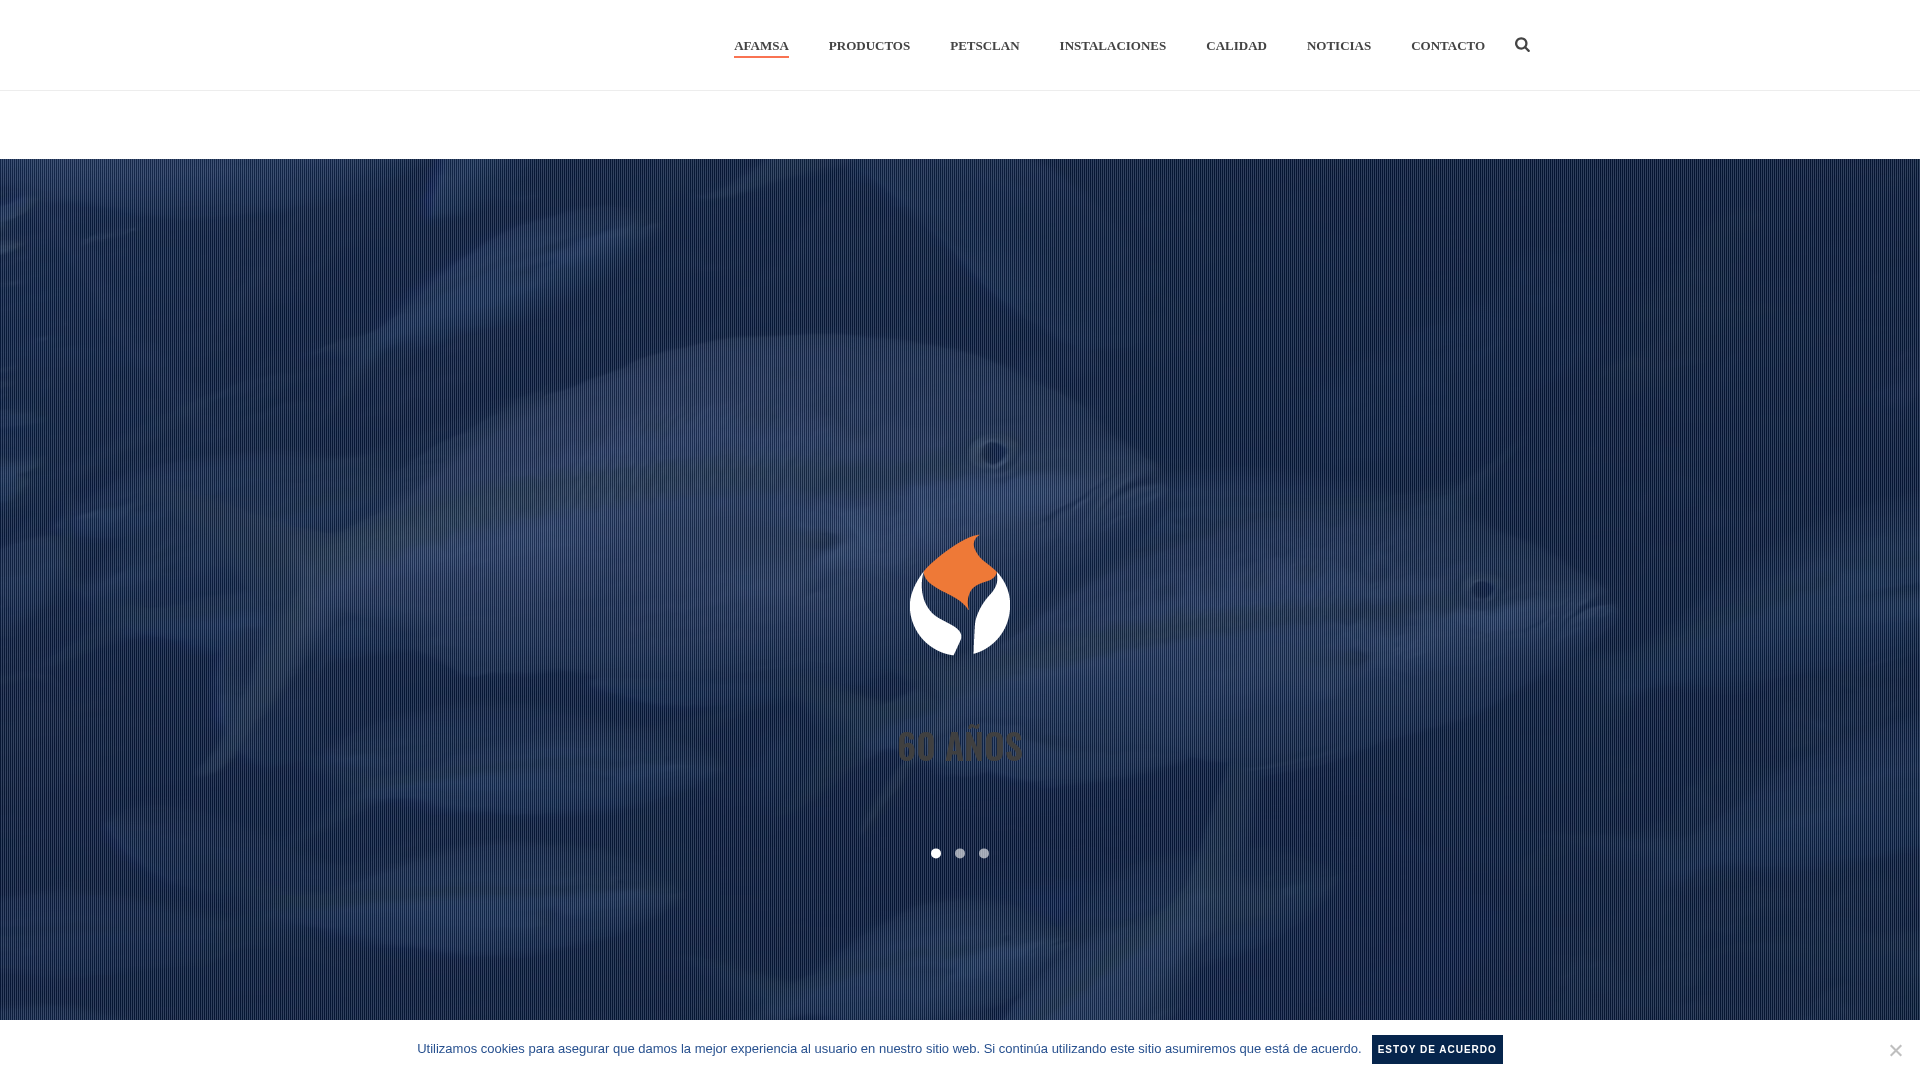 AFAMSA PRODUCTOS PETSCLAN INSTALACIONES CALIDAD NOTICIAS CONTACTO
60 AÑOS
Utilizamos cookies para asegurar que damos la mejor experiencia al usuario en nuestro sitio web. Si continúa utilizando este sitio asumiremos que está de acuerdo. ESTOY DE ACUERDO